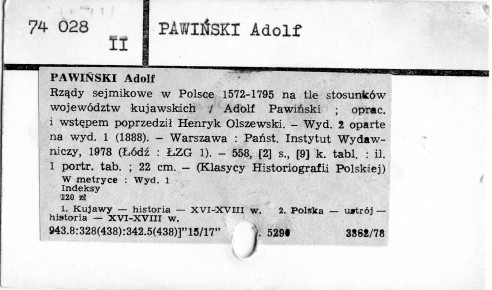 74 028
II
PAWIŃSKI Adolf
PAWIŃSKI Adolf
Rządy sejmikowe w Polsce 1572-1795 na tle stosunków
województw kujawskich / Adolf Pawiński ; oprac.
i wstępem poprzedził Henryk Olszewski. — Wyd. 2 oparte
na wyd. 1 (1888). — Warszawa : Państ. Instytut Wydaw-
niczy, 1978 (Łódź : ŁZG 1). — 558, [2] s., [9] k. tabl. : il.
1 portr. tab. ; 22 cm. — (Klasycy Historiografii Polskiej)
W metryce : Wyd. 1
Indeksy
120 zł
1. Kujawy — historia — XVI-XVIII w. 2. Polska — ustrój —
historia — XVI-XVIII w.
943.8:328(438):342.5(438)]"15/17" . 5290 3362/78